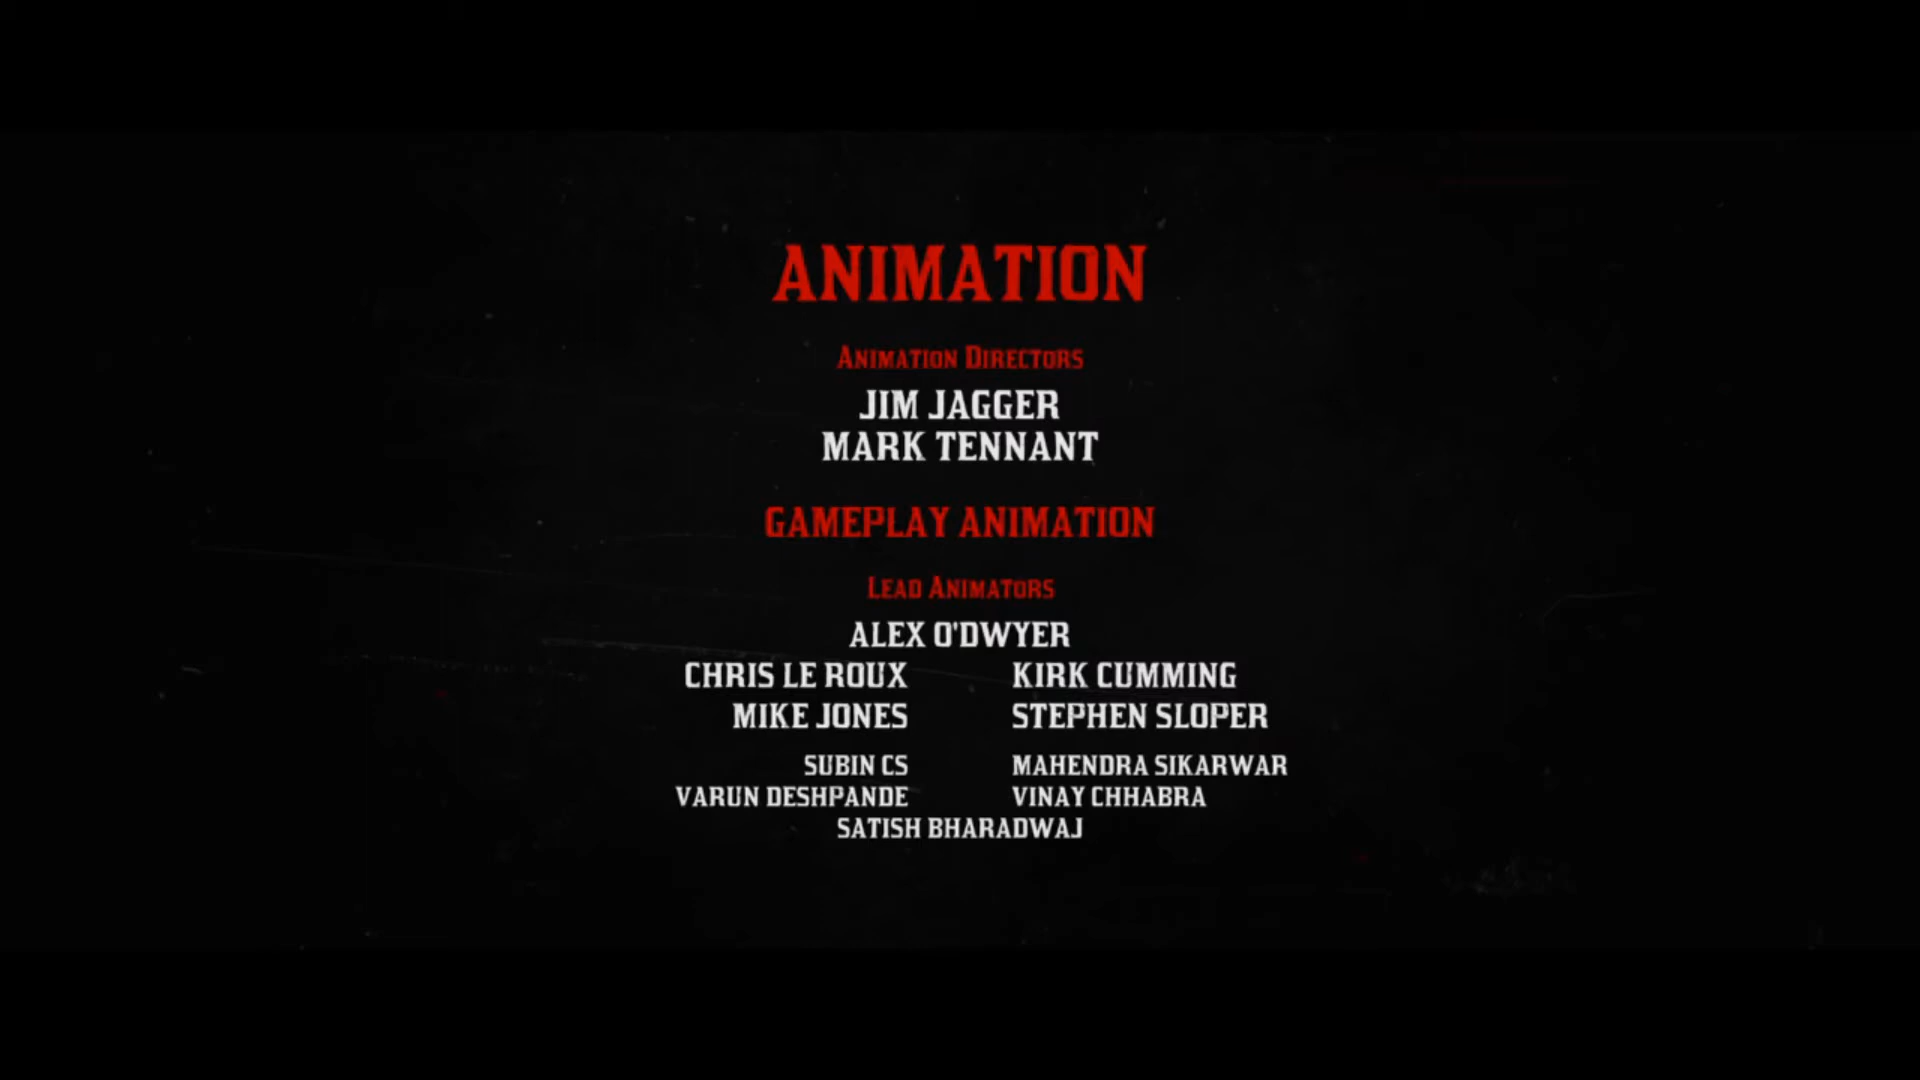 ANIMATION
ANIMATION DIRECTORS
JIM JAGGER
MARK TENNANT
GAMEPLAY ANIMATION
LEAD ANIMATORS
ALEX O'DWYER
CHRIS LE ROUX KIRK CUMMING
MIKE JONES STEPHEN SLOPER
SUBIN CS MAHENDRA SIKARWAR
VARUN DESHPANDE VINAY CHHABRA
SATISH BHARADWAJ